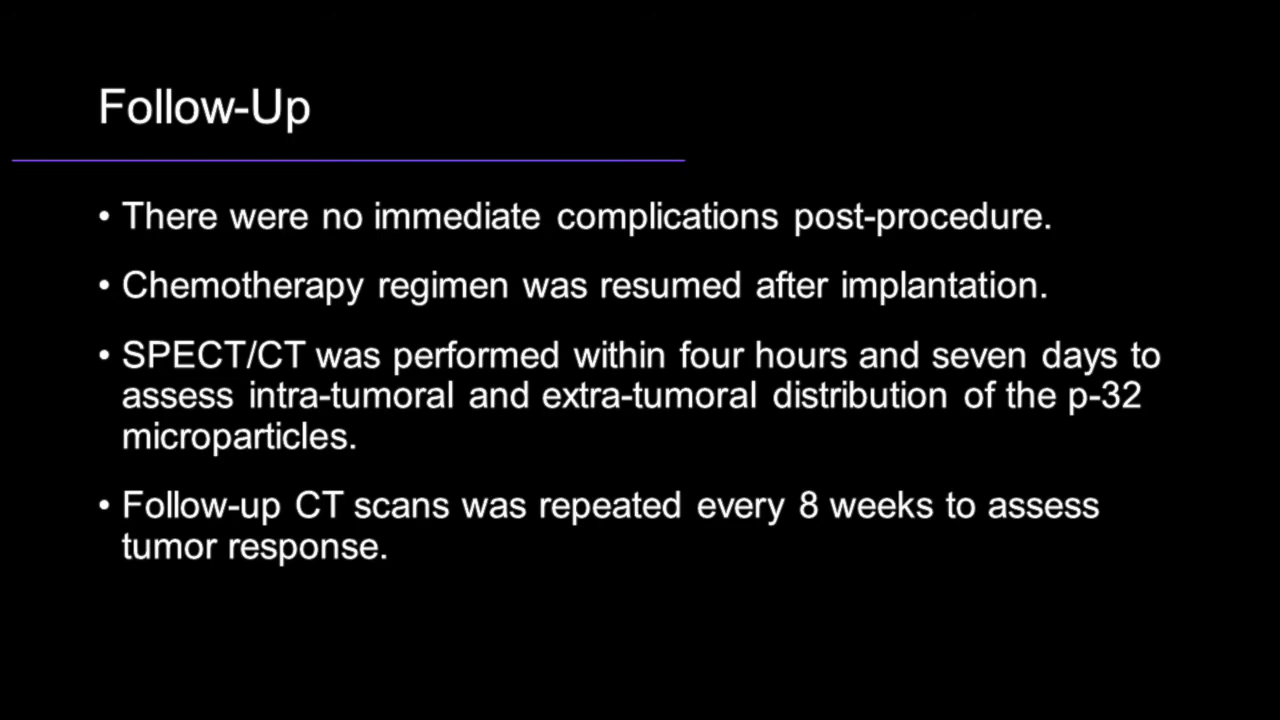 Follow-Up
• There were no immediate complications post-procedure.
• Chemotherapy regimen was resumed after implantation.
• SPECT/CT was performed within four hours and seven days to
assess intra-tumoral and extra-tumoral distribution of the p-32
microparticles.
• Follow-up CT scans was repeated every 8 weeks to assess
tumor response.